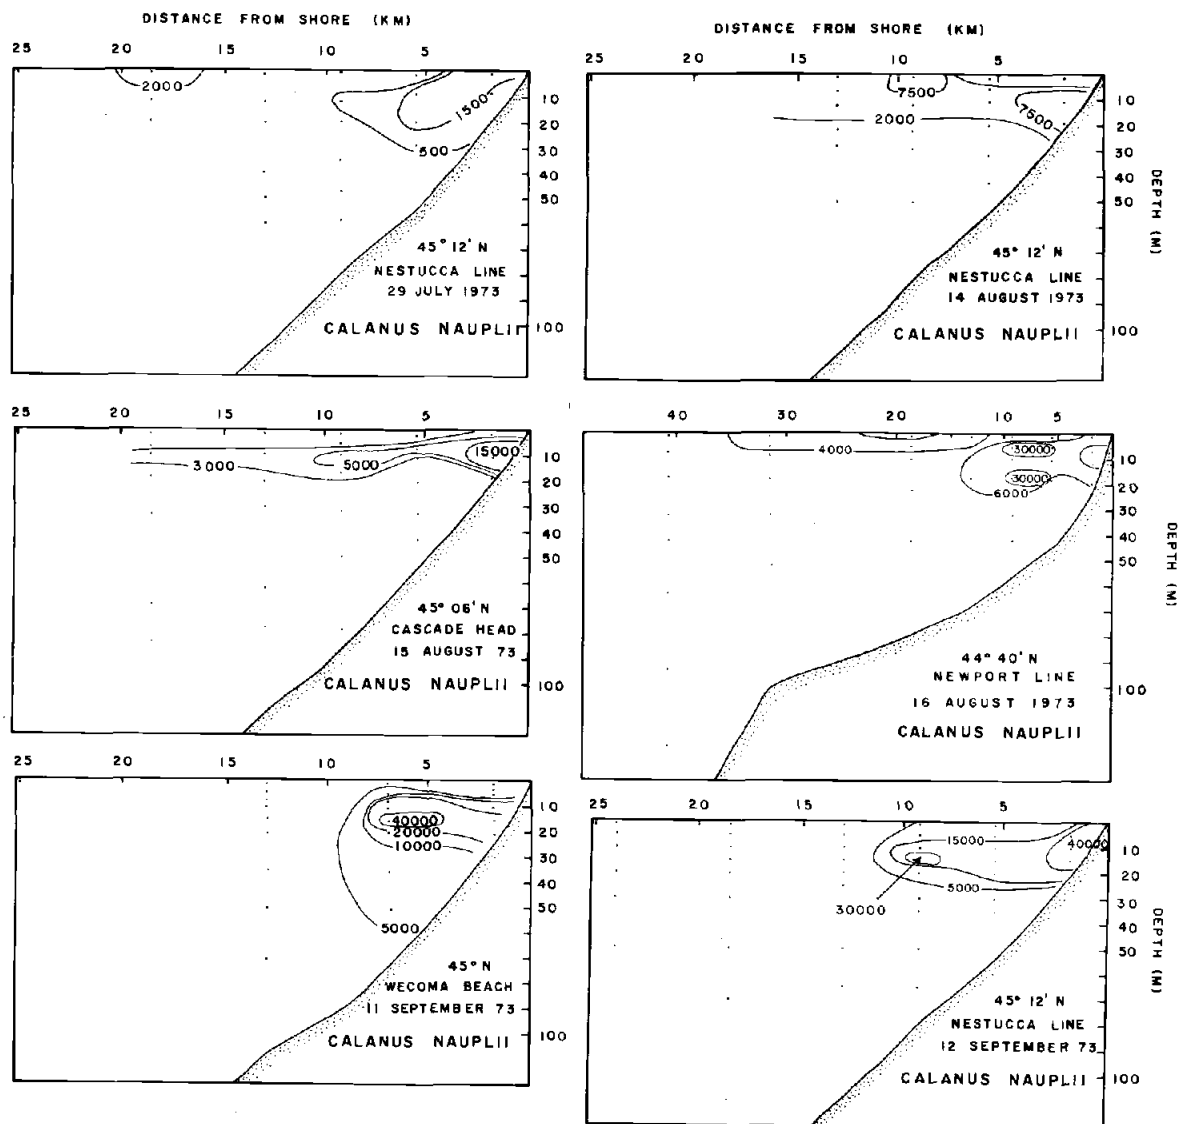 DISTANCE FROM SHORE (KM)
25 20 15 10 5
2000
1500
500
10
20
30
40
50
100
45° 12' N
NESTUCCA LINE
29 JULY 1973
CALANUS NAUPLII
DISTANCE FROM SHORE (KM)
25 20 15 10 5
7500
7500
2000
10
20
30
40
50
100
DEPTH (M)
45° 12' N
NESTUCCA LINE
14 AUGUST 1973
CALANUS NAUPLII
25 20 15 10 5
3000
5000
15000
10
20
30
40
50
100
45° 06' N
CASCADE HEAD
15 AUGUST 73
CALANUS NAUPLII
40 30 20 10 5
4000
30000
30000
6000
10
20
30
40
50
100
DEPTH (M)
44° 40' N
NEWPORT LINE
16 AUGUST 1973
CALANUS NAUPLII
25 20 15 10 5
40000
20000
10000
5000
10
20
30
40
50
100
45° N
WECOMA BEACH
11 SEPTEMBER 73
CALANUS NAUPLII
25 20 15 10 5
15000
40000
5000
30000
10
20
30
40
50
100
DEPTH (M)
45° 12' N
NESTUCCA LINE
12 SEPTEMBER 73
CALANUS NAUPLII